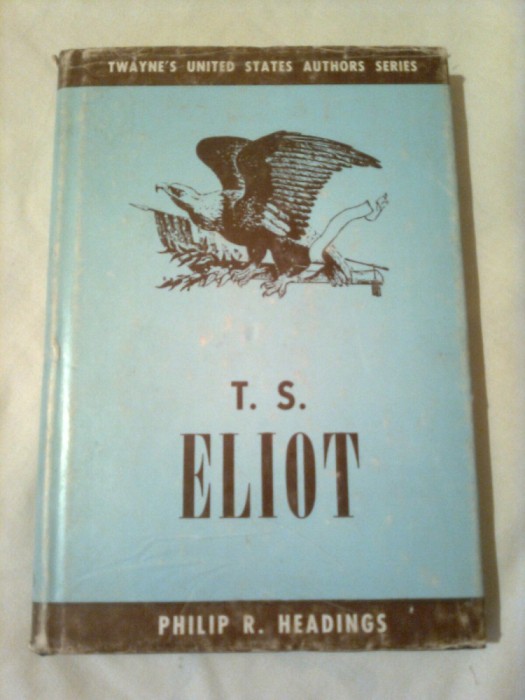 TWAYNE'S UNITED STATES AUTHORS SERIES
T. S.
ELIOT
PHILIP R. HEADINGS